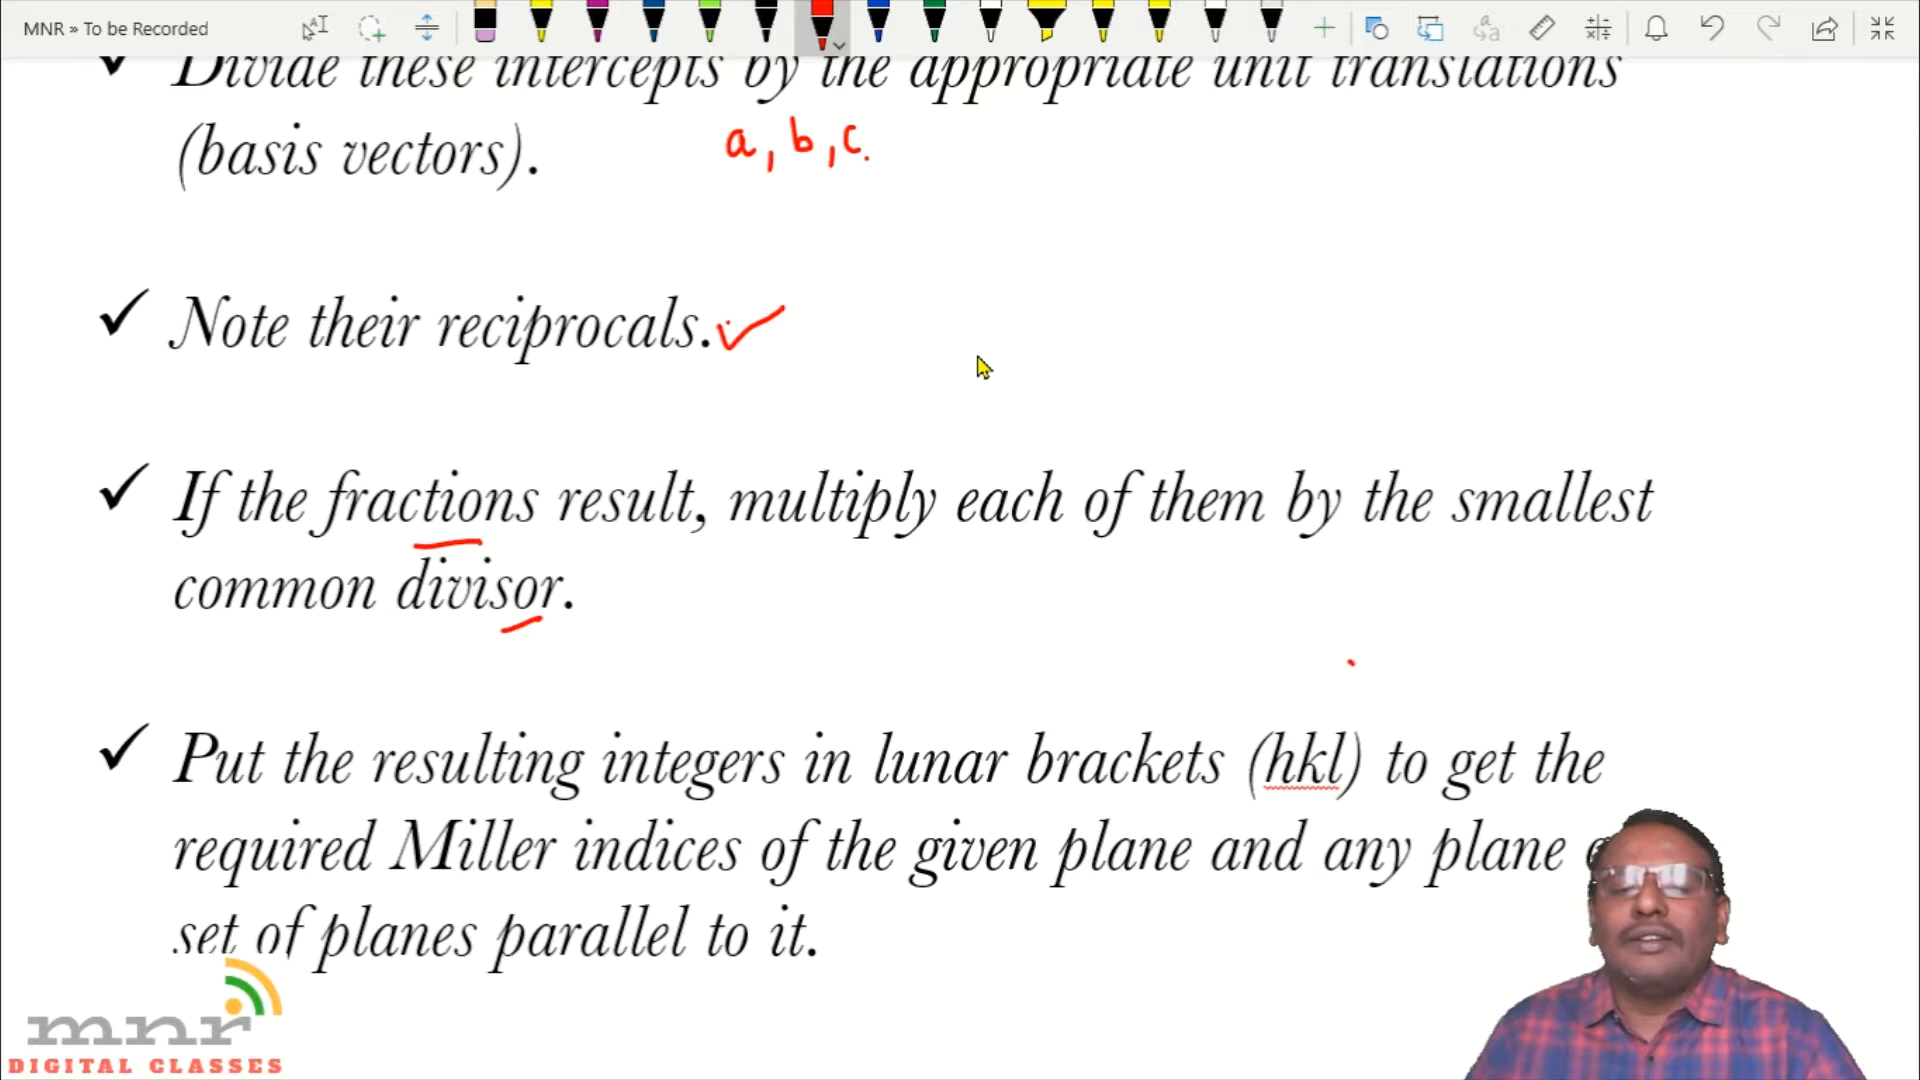 MNR » To be Recorded
Divide these intercepts by the appropriate unit translations
(basis vectors). a, b, c.
✓ Note their reciprocals.
✓ If the fractions result, multiply each of them by the smallest
common divisor.
✓ Put the resulting integers in lunar brackets (hkl) to get the
required Miller indices of the given plane and any plane
set of planes parallel to it.
mnr
DIGITAL CLASSES